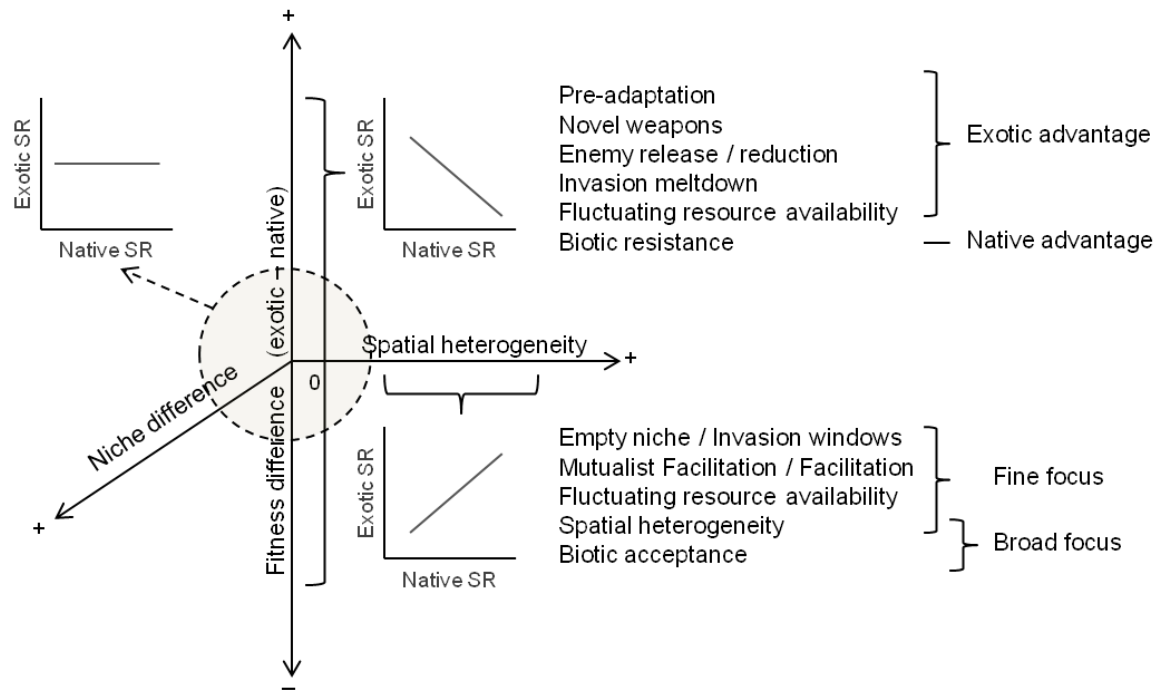 +
Exotic SR
Native SR
Exotic SR
Native SR
Pre-adaptation
Novel weapons
Enemy release / reduction
Invasion meltdown
Fluctuating resource availability
Biotic resistance
Exotic advantage
Native advantage
Fitness difference (exotic – native)
Spatial heterogeneity
+
0
Niche difference
+
Exotic SR
Native SR
Empty niche / Invasion windows
Mutualist Facilitation / Facilitation
Fluctuating resource availability
Spatial heterogeneity
Biotic acceptance
Fine focus
Broad focus
–